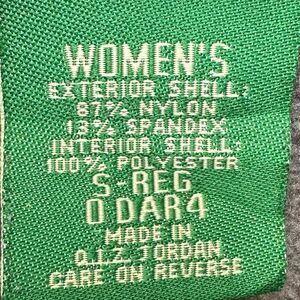 WOMEN'S
EXTERIOR SHELL:
87% NYLON
13% SPANDEX
INTERIOR SHELL:
100% POLYESTER
S-REG
0DAR4
MADE IN
Q.I.Z. JORDAN
CARE ON REVERSE